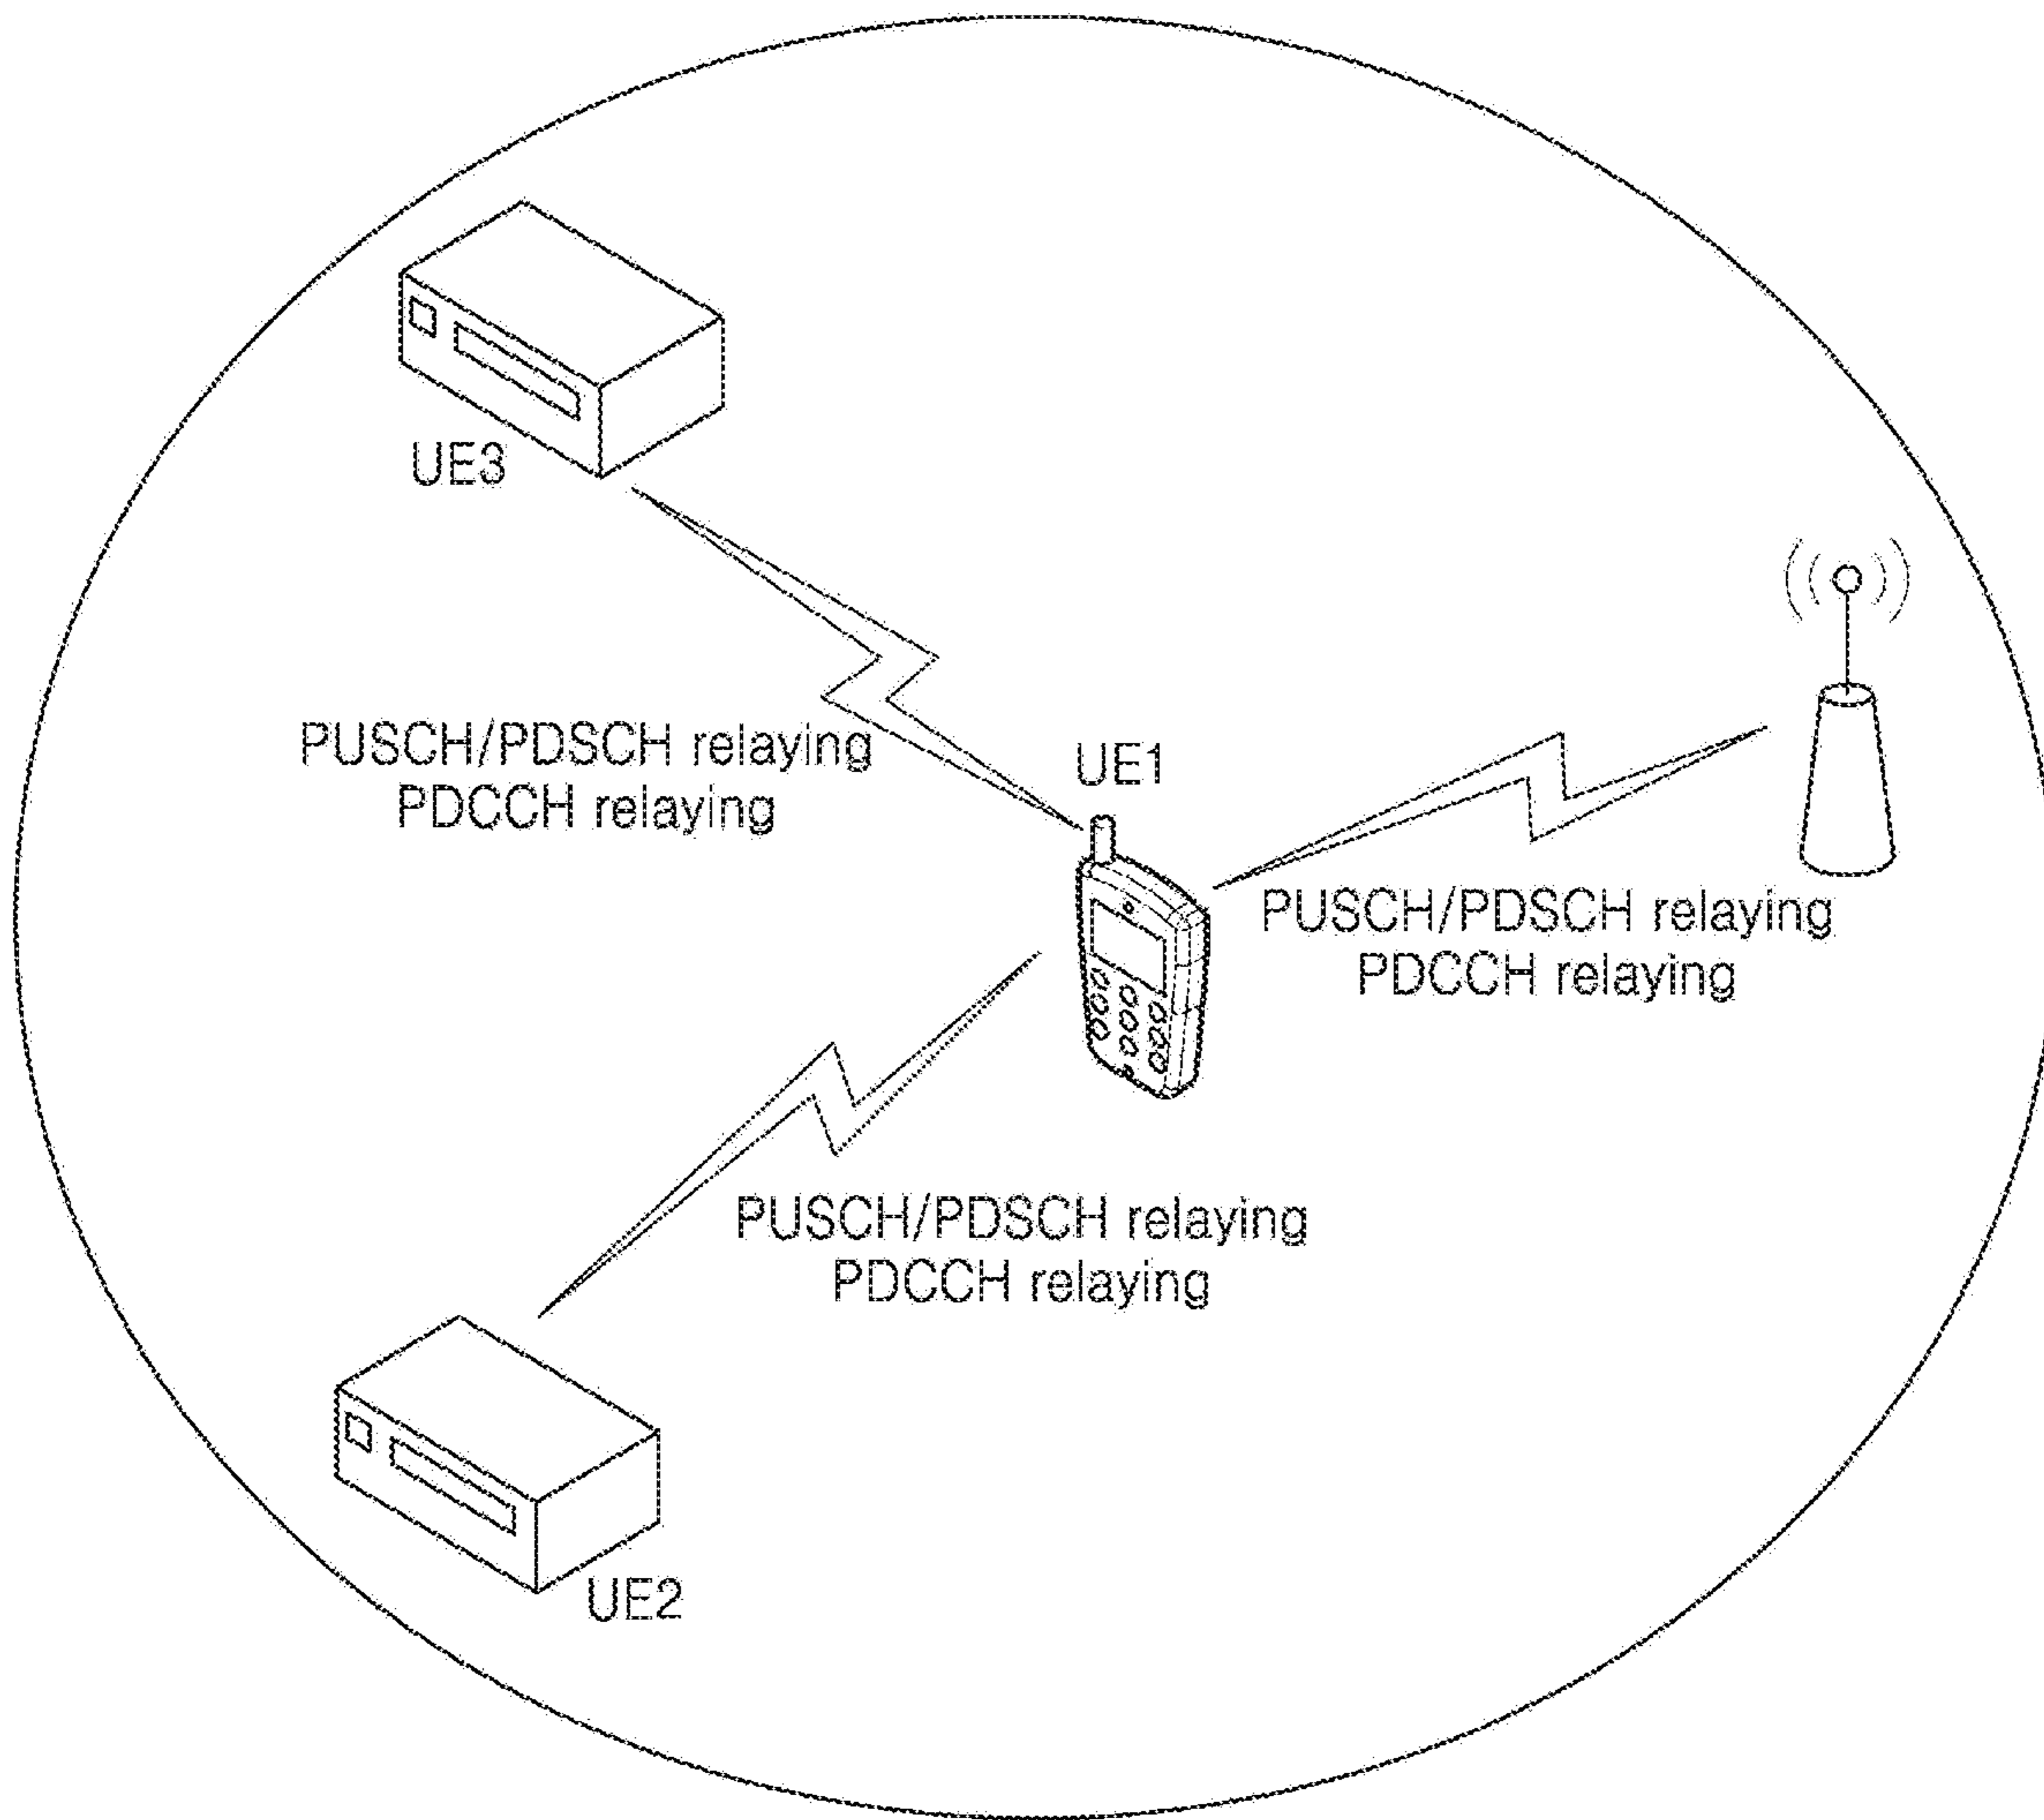 UE3
PUSCH/PDSCH relaying
PDCCH relaying
UE1
PUSCH/PDSCH relaying
PDCCH relaying
PUSCH/PDSCH relaying
PDCCH relaying
UE2